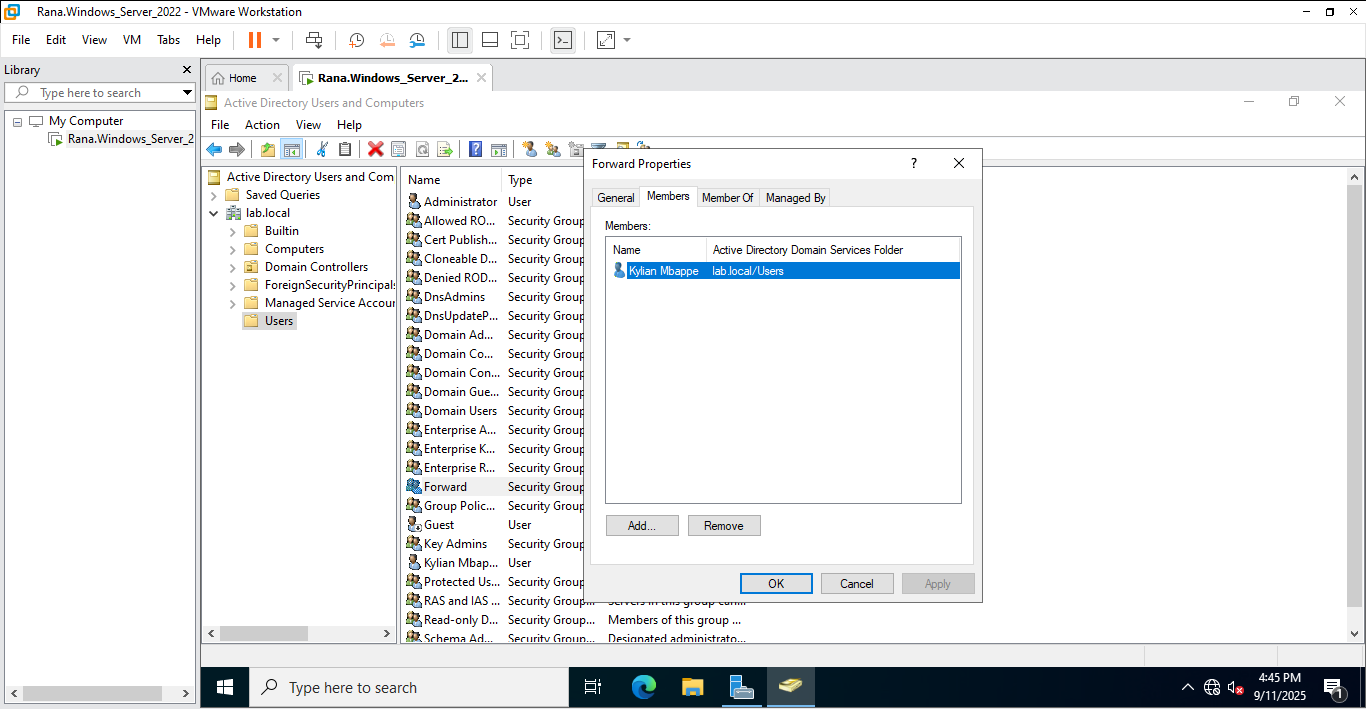 Rana.Windows_Server_2022 - VMware Workstation
File Edit View VM Tabs Help
Library
Type here to search
My Computer
Rana.Windows_Server_2
Home
Rana.Windows_Server_2...
Active Directory Users and Computers
File Action View Help
Active Directory Users and Com
Saved Queries
lab.local
Builtin
Computers
Domain Controllers
ForeignSecurityPrincipals
Managed Service Accour
Users
Name Type
Administrator User
Allowed RO... Security Group
Cert Publish... Security Group
Cloneable D... Security Group
Denied ROD... Security Group
DnsAdmins Security Group
DnsUpdateP... Security Group
Domain Ad... Security Group
Domain Co... Security Group
Domain Con... Security Group
Domain Gue... Security Group
Domain Users Security Group
Enterprise A... Security Group
Enterprise K... Security Group
Enterprise R... Security Group
Forward Security Group
Group Polic... Security Group
Guest User
Key Admins Security Group
Kylian Mbap... User
Protected Us... Security Group
RAS and IAS ... Security Group... Servers in this group can...
Read-only D... Security Group... Members of this group ...
Schema Ad... Security Group... Designated administrato...
Forward Properties
?
General Members Member Of Managed By
Members:
Name Active Directory Domain Services Folder
Kylian Mbappe lab.local/Users
Add... Remove
OK Cancel Apply
Type here to search
4:45 PM
9/11/2025
1